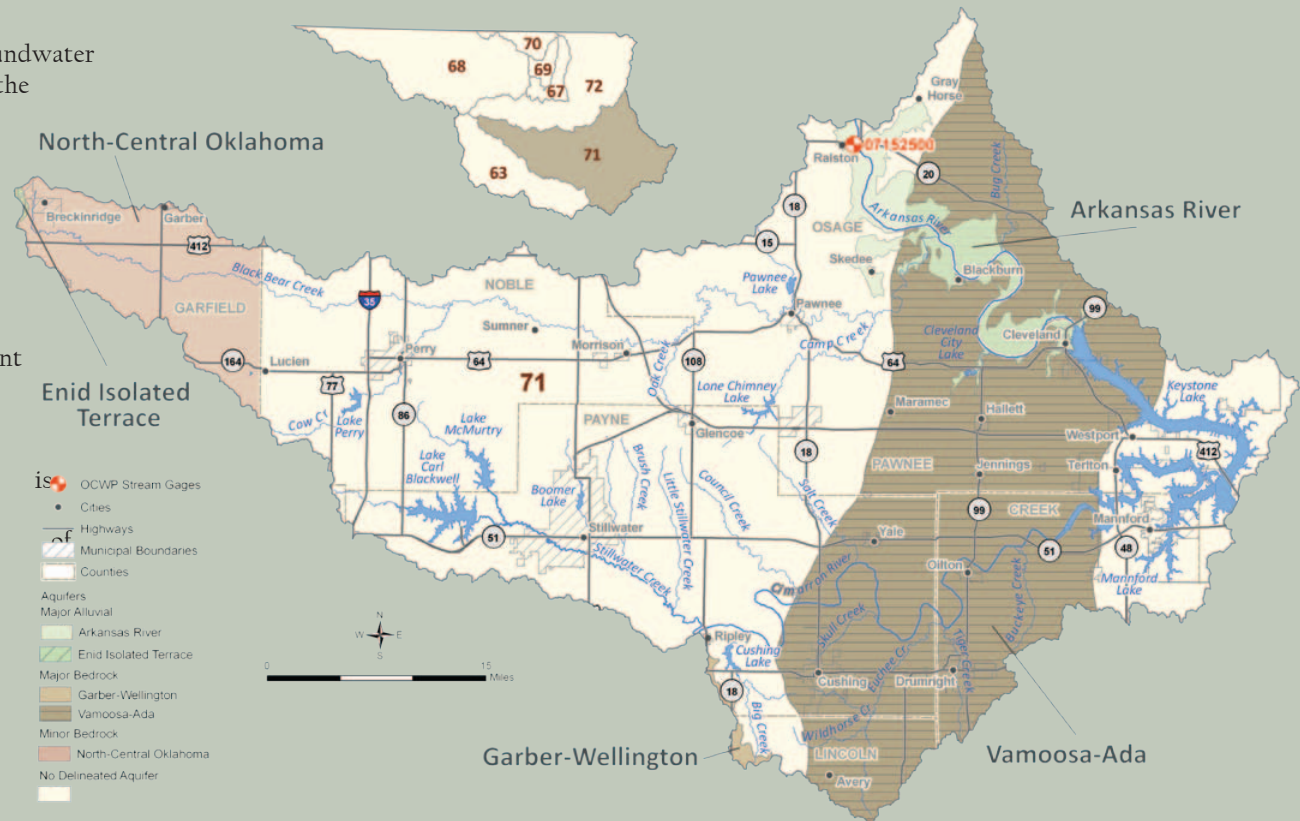 undwater
the
70
68
69
72
67
71
63
North-Central Oklahoma
Gray
Horse
07152500
Ralston
20
Bug Creek
Breckinridge
Garber
412
18
Arkansas River
OSAGE
Arkansas River
15
Skedee
Black Bear Creek
GARFIELD
35
NOBLE
Pawnee
Lake
Blackburn
Pawnee
99
Sumner
Cleveland
Cleveland
City
Lake
Camp Creek
Morrison
Oak Creek
164
Lucien
Perry
64
108
64
nt
71
Keystone
Lake
Enid Isolated
Terrace
77
Lone Chimney
Lake
Maramec
Hallett
86
Cow Cr
Lake
Perry
Lake
McMurtry
PAYNE
Glencoe
Westport
412
18
Lake
Carl
Blackwell
Brush Creek
Little Stillwater Creek
Council Creek
Salt Creek
PAWNEE
Jennings
Terlton
Boomer
Lake
99
CREEK
Mannford
Stillwater
51
Yale
51
48
Stillwater Creek
Cimarron River
Oilton
Buckeye Creek
Mannford
Lake
is
OCWP Stream Gages
Cities
Highways
of
Municipal Boundaries
Counties
Aquifers
Major Alluvial
Arkansas River
Enid Isolated Terrace
Major Bedrock
Garber-Wellington
Vamoosa-Ada
Minor Bedrock
North-Central Oklahoma
No Delineated Aquifer
N
W E
S
0 15
Miles
Ripley
Skull Creek
Cushing
Lake
Euchee Cr.
Tiger Creek
Cushing
Drumright
18
Big Creek
Wildhorse Cr.
Garber-Wellington
LINCOLN
Vamoosa-Ada
Avery